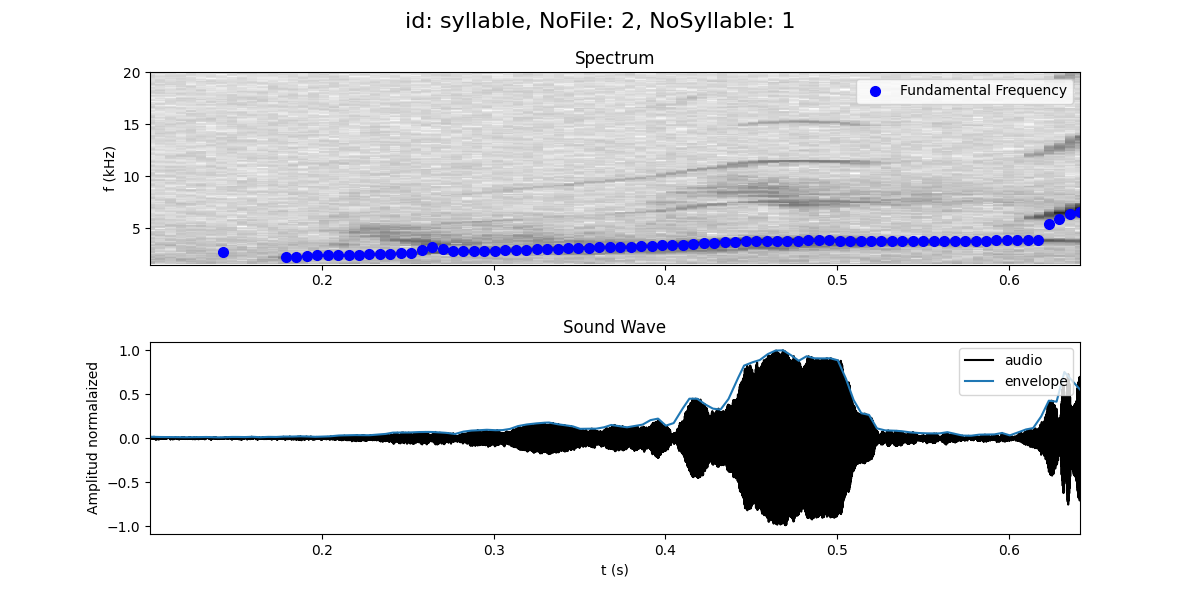 id: syllable, NoFile: 2, NoSyllable: 1
Spectrum
20
15
10
5
f (kHz)
Fundamental Frequency
0.2 0.3 0.4 0.5 0.6
Sound Wave
1.0
0.5
0.0
−0.5
−1.0
Amplitud normalaized
audio
envelope
0.2 0.3 0.4 0.5 0.6
t (s)